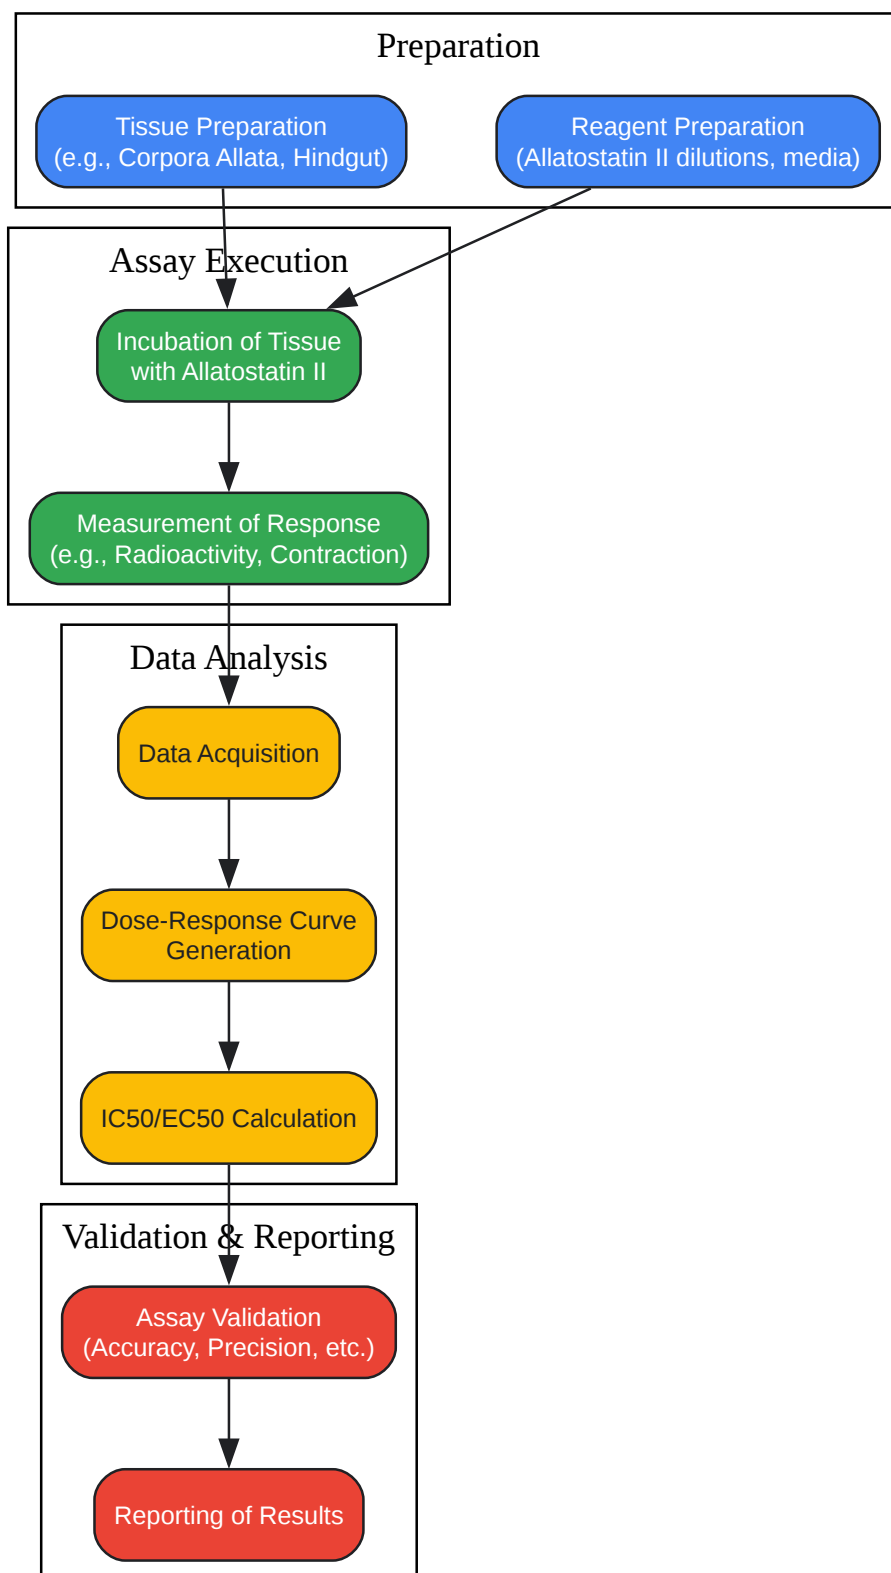 Preparation
Tissue Preparation
(e.g., Corpora Allata, Hindgut)
Reagent Preparation
(Allatostatin II dilutions, media)
Assay Execution
Incubation of Tissue
with Allatostatin II
Measurement of Response
(e.g., Radioactivity, Contraction)
Data Analysis
Data Acquisition
Dose-Response Curve
Generation
IC50/EC50 Calculation
Validation & Reporting
Assay Validation
(Accuracy, Precision, etc.)
Reporting of Results